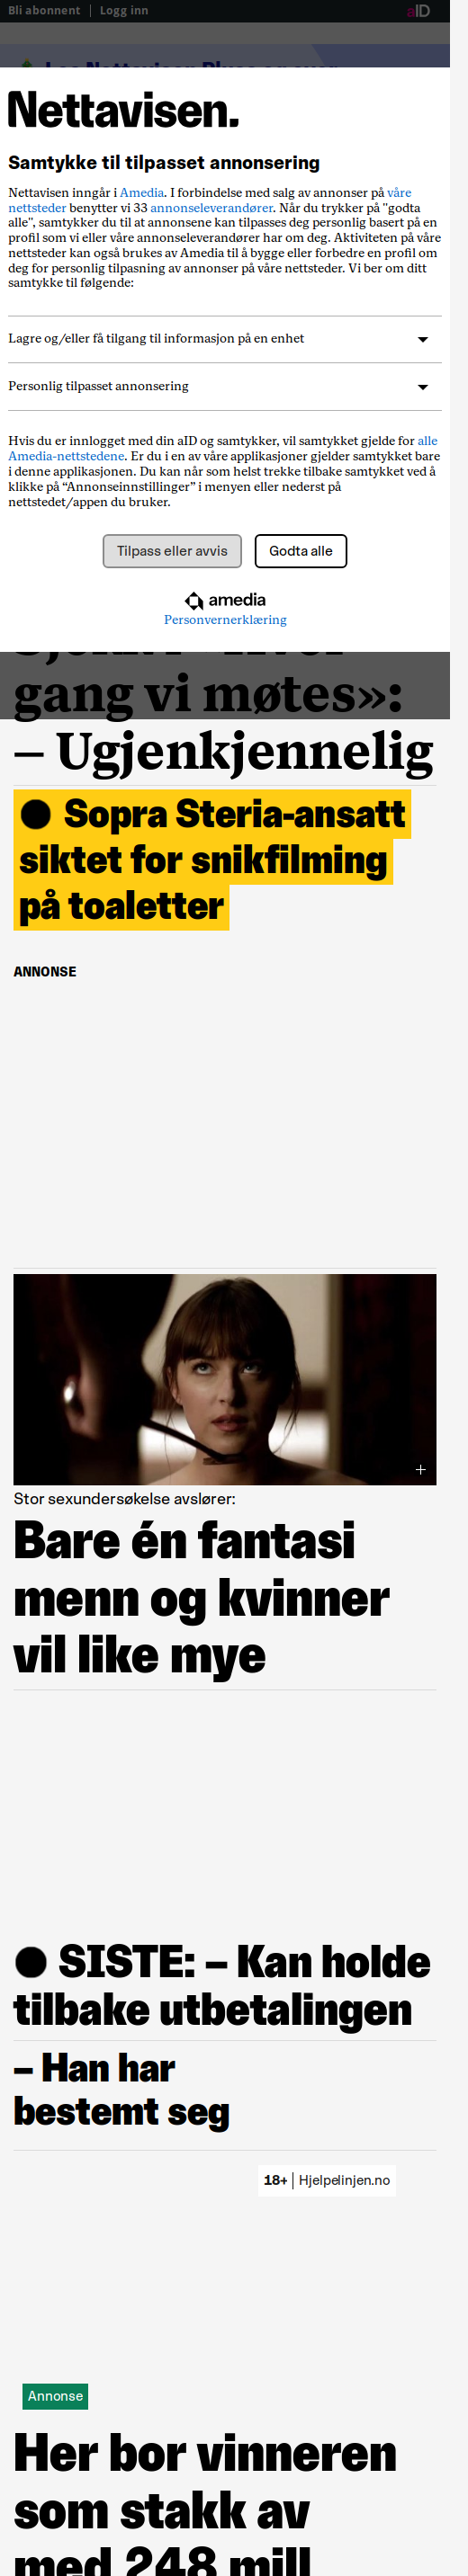 Bli abonnent | Logg inn
aID
Nettavisen.
Samtykke til tilpasset annonsering
Nettavisen inngår i Amedia. I forbindelse med salg av annonser på våre
nettsteder benytter vi 33 annonseleverandører. Når du trykker på "godta
alle", samtykker du til at annonsene kan tilpasses deg personlig basert på en
profil som vi eller våre annonseleverandører har om deg. Aktiviteten på våre
nettsteder kan også brukes av Amedia til å bygge eller forbedre en profil om
deg for personlig tilpasning av annonser på våre nettsteder. Vi ber om ditt
samtykke til følgende:
Lagre og/eller få tilgang til informasjon på en enhet
Personlig tilpasset annonsering
Hvis du er innlogget med din aID og samtykker, vil samtykket gjelde for alle
Amedia-nettstedene. Er du i en av våre applikasjoner gjelder samtykket bare
i denne applikasjonen. Du kan når som helst trekke tilbake samtykket ved å
klikke på “Annonseinnstillinger” i menyen eller nederst på
nettstedet/appen du bruker.
Tilpass eller avvis
Godta alle
amedia
Personvernerklæring
gang vi møtes»:
– Ugjenkjennelig
Sopra Steria-ansatt
siktet for snikfilming
på toaletter
ANNONSE
Stor sexundersøkelse avslører:
Bare én fantasi
menn og kvinner
vil like mye
SISTE: – Kan holde
tilbake utbetalingen
– Han har
bestemt seg
18+ | Hjelpelinjen.no
Annonse
Her bor vinneren
som stakk av
med 248 mill